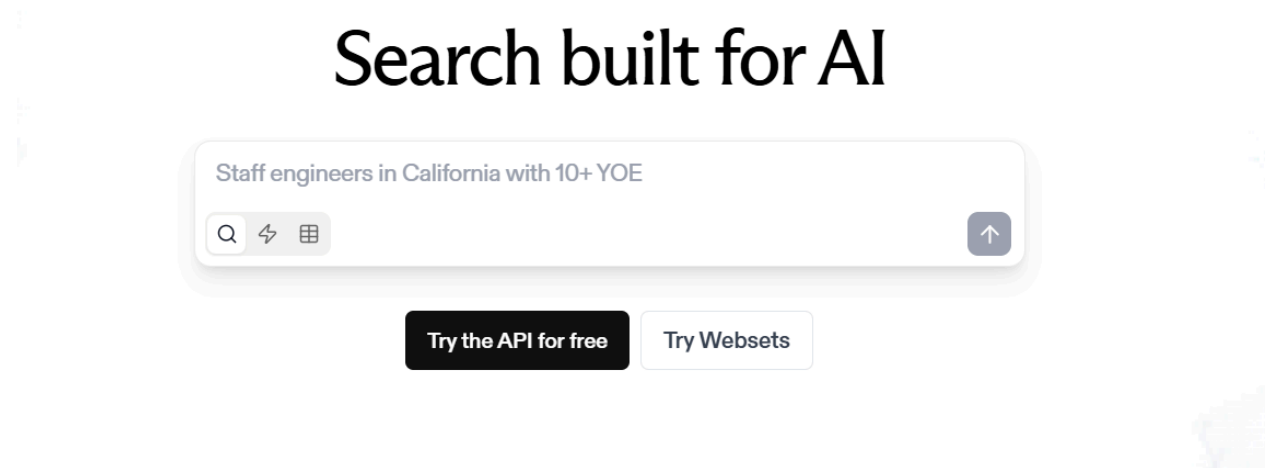 Search built for AI
Staff engineers in California with 10+ YOE
Try the API for free
Try Websets